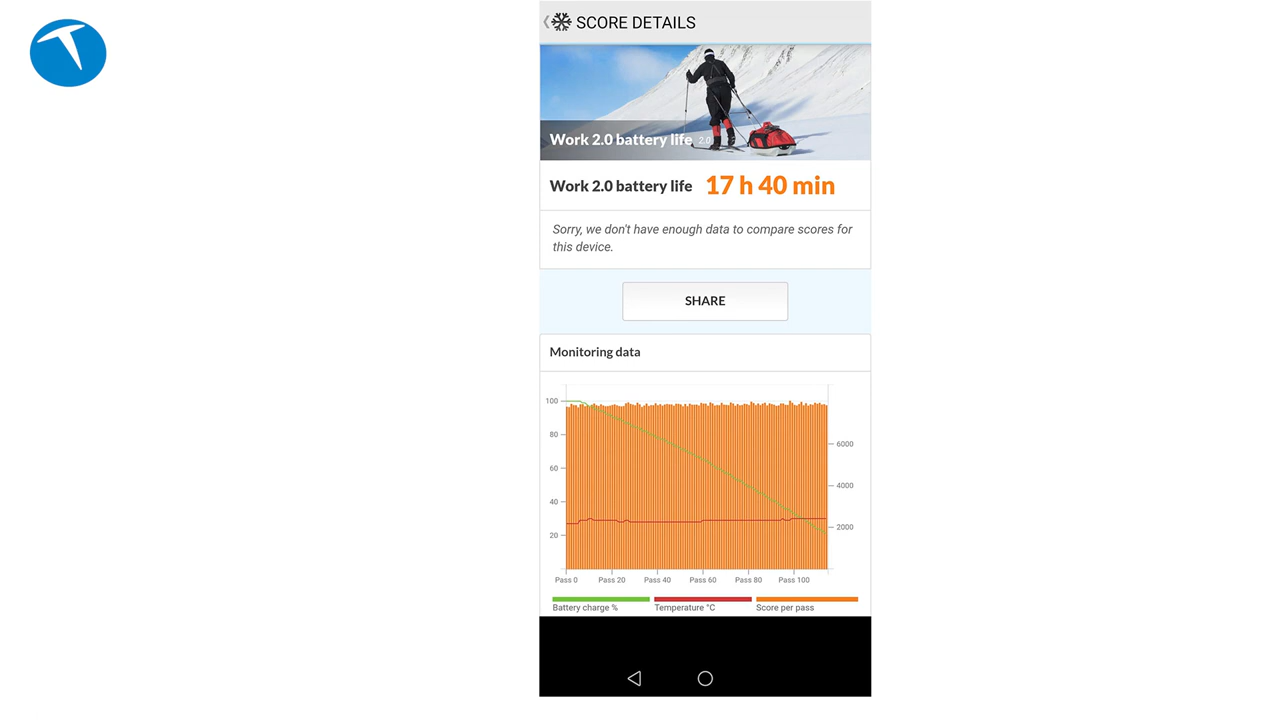 SCORE DETAILS
Work 2.0 battery life 2.0
Work 2.0 battery life 17 h 40 min
Sorry, we don't have enough data to compare scores for
this device.
SHARE
Monitoring data
100
80
60
40
20
6000
4000
2000
Pass 0 Pass 20 Pass 40 Pass 60 Pass 80 Pass 100
Battery charge % Temperature °C Score per pass